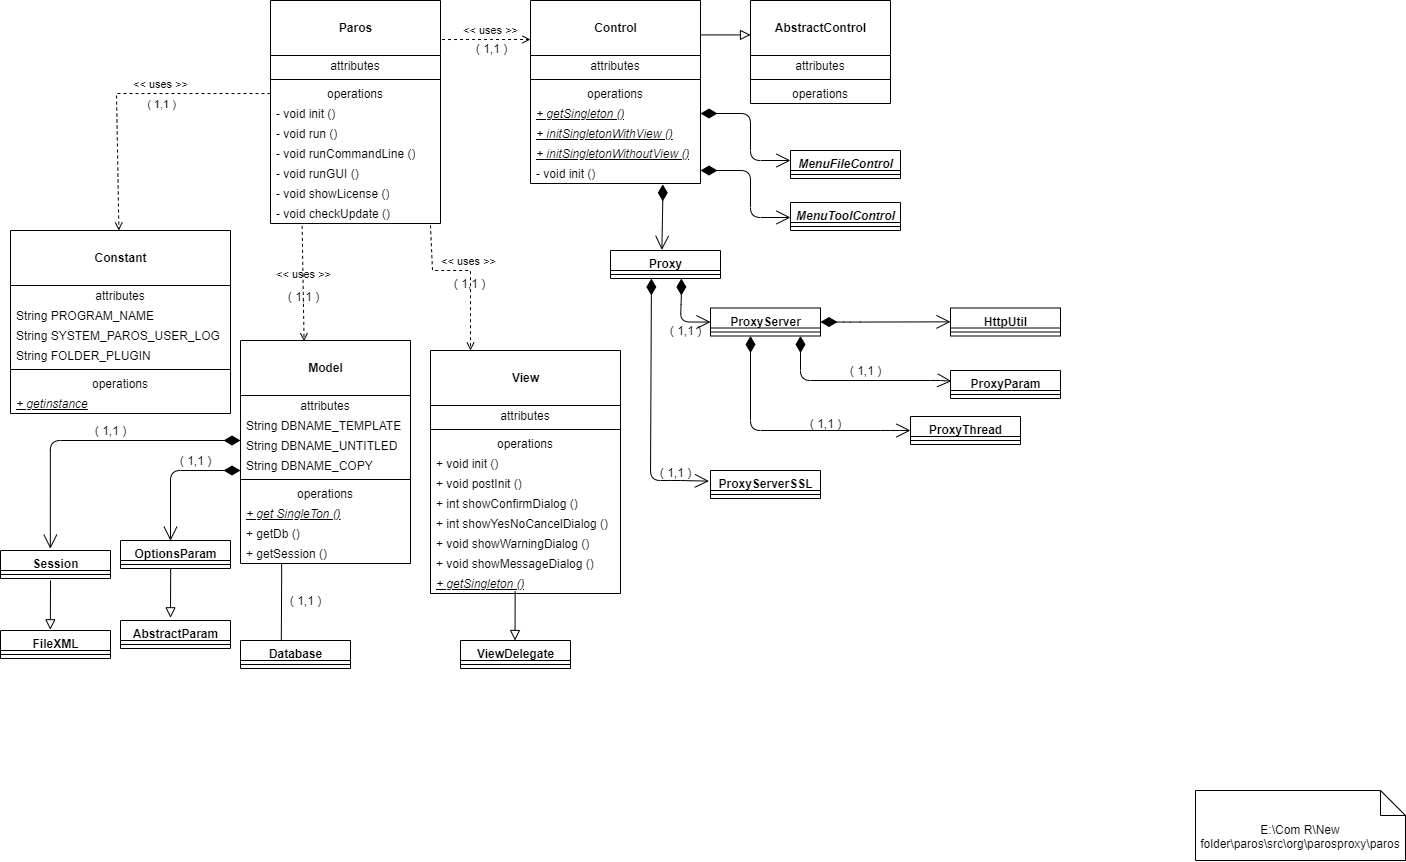 Paros
attributes
operations
- void init ()
- void run ()
- void runCommandLine ()
- void runGUI ()
- void showLicense ()
- void checkUpdate ()
<< uses >>
( 1,1 )
Control
attributes
operations
+ getSingleton ()
+ initSingletonWithView ()
+ initSingletonWithoutView ()
- void init ()
AbstractControl
attributes
operations
MenuFileControl
MenuToolControl
<< uses >>
( 1,1 )
Constant
attributes
String PROGRAM_NAME
String SYSTEM_PAROS_USER_LOG
String FOLDER_PLUGIN
operations
+ getinstance
<< uses >>
( 1,1 )
<< uses >>
( 1,1 )
Proxy
( 1,1 )
ProxyServer
HttpUtil
( 1,1 )
ProxyParam
( 1,1 )
ProxyThread
( 1,1 )
ProxyServerSSL
Model
attributes
String DBNAME_TEMPLATE
String DBNAME_UNTITLED
String DBNAME_COPY
operations
+ get SingleTon ()
+ getDb ()
+ getSession ()
View
attributes
operations
+ void init ()
+ void postInit ()
+ int showConfirmDialog ()
+ int showYesNoCancelDialog ()
+ void showWarningDialog ()
+ void showMessageDialog ()
+ getSingleton ()
( 1,1 )
( 1,1 )
Session
OptionsParam
( 1,1 )
FileXML
AbstractParam
Database
ViewDelegate
E:\Com R\New
folder\paros\src\org\parosproxy\paros